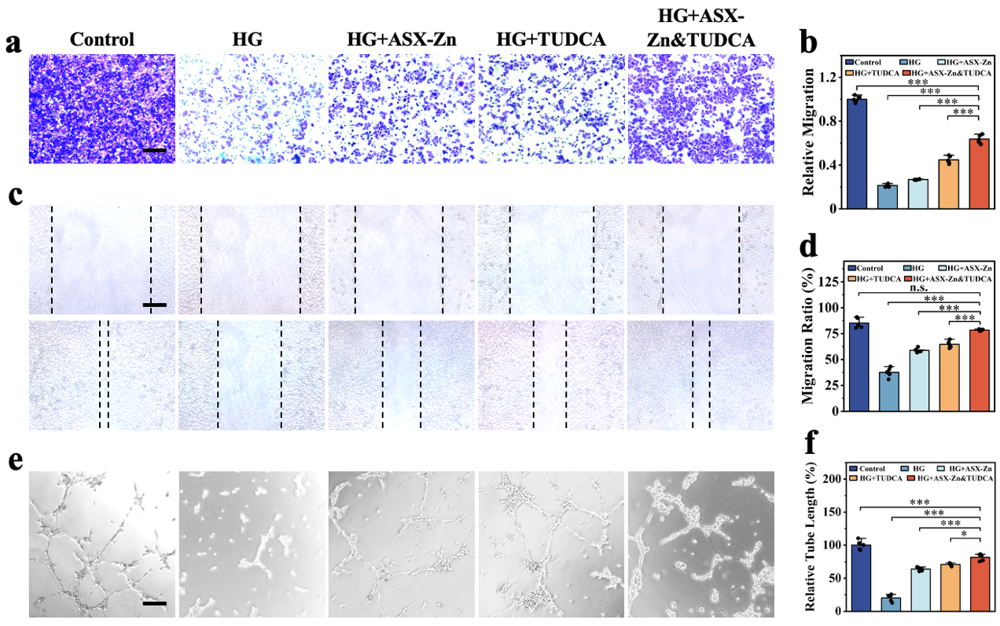 a
Control
HG
HG+ASX-Zn
HG+TUDCA
HG+ASX-
Zn&TUDCA
b
Control HG HG+ASX-Zn
HG+TUDCA HG+ASX-Zn&TUDCA
Relative Migration
1.2
0.8
0.4
0
***
***
***
***
c
d
Control HG HG+ASX-Zn
HG+TUDCA HG+ASX-Zn&TUDCA
Migration Ratio (%)
125
100
75
50
25
0
n.s.
***
***
***
e
f
Control HG HG+ASX-Zn
HG+TUDCA HG+ASX-Zn&TUDCA
Relative Tube Length (%)
200
150
100
50
0
***
***
***
*